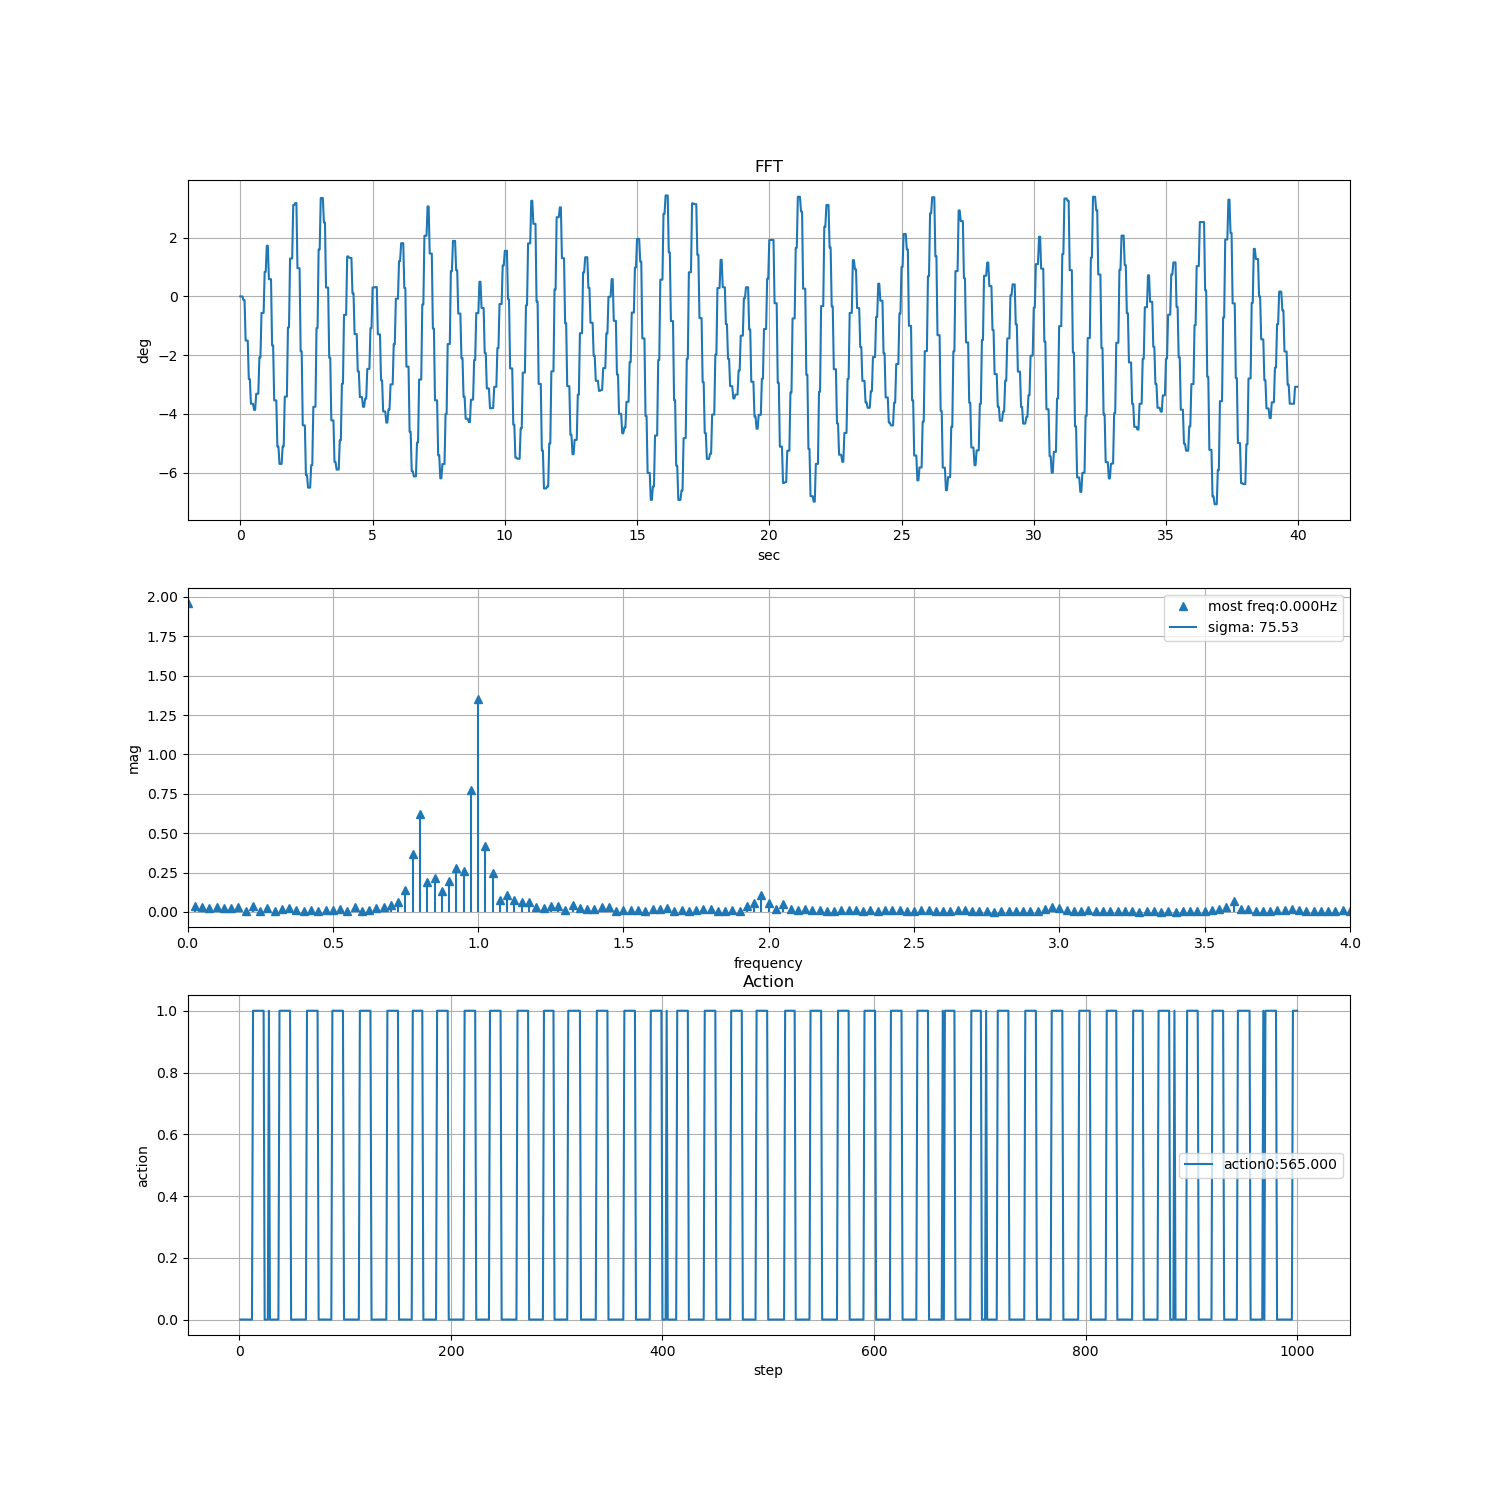 FFT
2
0
−2
−4
−6
deg
0 5 10 15 20 25 30 35 40
sec
2.00
1.75
1.50
1.25
1.00
0.75
0.50
0.25
0.00
mag
most freq:0.000Hz
sigma: 75.53
0.0 0.5 1.0 1.5 2.0 2.5 3.0 3.5 4.0
frequency
Action
1.0
0.8
0.6
0.4
0.2
0.0
action
action0:565.000
0 200 400 600 800 1000
step